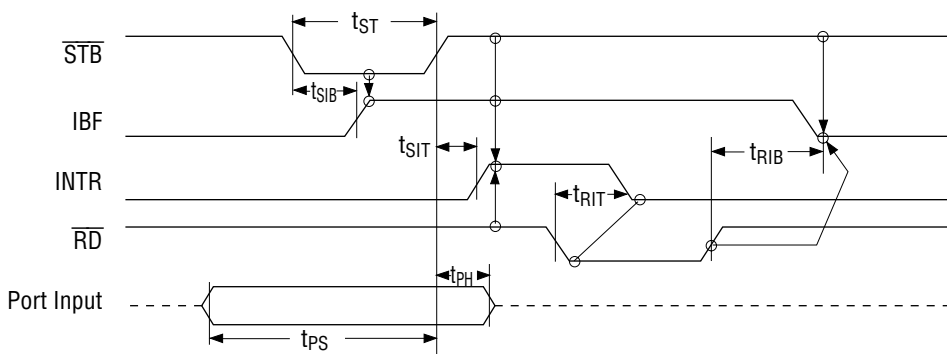 tST
STB
tSIB
IBF
tSIT
tRIB
INTR
tRIT
RD
tPH
Port Input
tPS